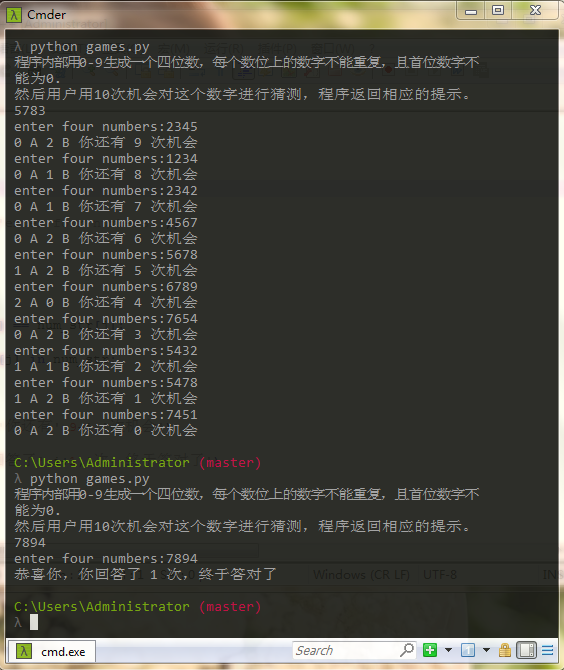 Cmder
λ python games.py
程序内部用0-9生成一个四位数，每个数位上的数字不能重复，且首位数字不
能为0.
然后用户用10次机会对这个数字进行猜测，程序返回相应的提示。
5783
enter four numbers:2345
0 A 2 B 你还有 9 次机会
enter four numbers:1234
0 A 1 B 你还有 8 次机会
enter four numbers:2342
0 A 1 B 你还有 7 次机会
enter four numbers:4567
0 A 2 B 你还有 6 次机会
enter four numbers:5678
1 A 2 B 你还有 5 次机会
enter four numbers:6789
2 A 0 B 你还有 4 次机会
enter four numbers:7654
0 A 2 B 你还有 3 次机会
enter four numbers:5432
1 A 1 B 你还有 2 次机会
enter four numbers:5478
1 A 2 B 你还有 1 次机会
enter four numbers:7451
0 A 2 B 你还有 0 次机会
C:\Users\Administrator (master)
λ python games.py
程序内部用0-9生成一个四位数，每个数位上的数字不能重复，且首位数字不
能为0.
然后用户用10次机会对这个数字进行猜测，程序返回相应的提示。
7894
enter four numbers:7894
恭喜你，你回答了 1 次，终于答对了
Windows (CR LF) UTF-8 INS
C:\Users\Administrator (master)
λ
cmd.exe Search